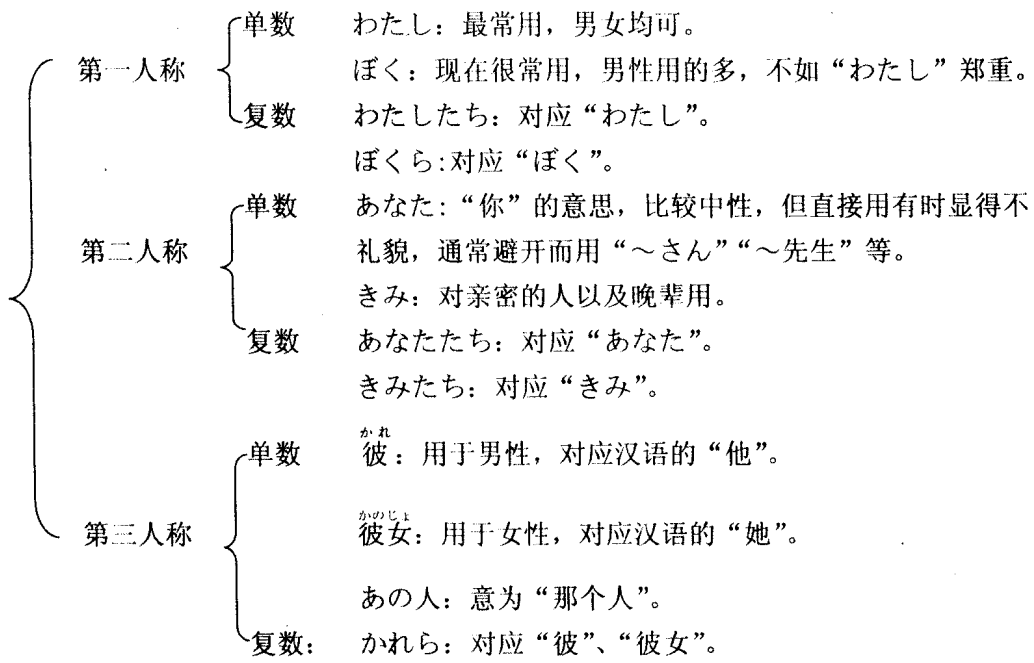 单数 わたし：最常用，男女均可。
第一人称 ぼく：现在很常用，男性用的多，不如“わたし”郑重。
复数 わたしたち：对应“わたし”。
ぼくら:对应“ぼく”。
单数 あなた：“你”的意思，比较中性，但直接用有时显得不
第二人称 礼貌，通常避开而用“～さん”“～先生”等。
きみ：对亲密的人以及晚辈用。
复数 あなたたち：对应“あなた”。
きみたち：对应“きみ”。
かれ
单数 彼：用于男性，对应汉语的“他”。
かのじょ
第三人称 彼女：用于女性，对应汉语的“她”。
あの人：意为“那个人”。
复数： かれら：对应“彼”、“彼女”。